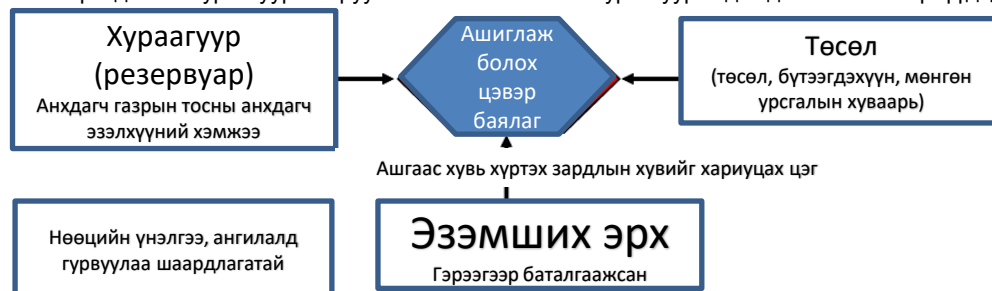 Хураагуур
(резервуар)
Анхдагч газрын тосны анхдагч
эзэлхүүний хэмжээ
Ашиглаж
болох
цэвэр
баялаг
Төсөл
(төсөл, бүтээгдэхүүн, мөнгөн
урсгалын хуваарь)
Ашгаас хувь хүртэх зардлын хувийг хариуцах цэг
Нөөцийн үнэлгээ, ангилалд
гурвуулаа шаардлагатай
Эзэмших эрх
Гэрээгээр баталгаажсан